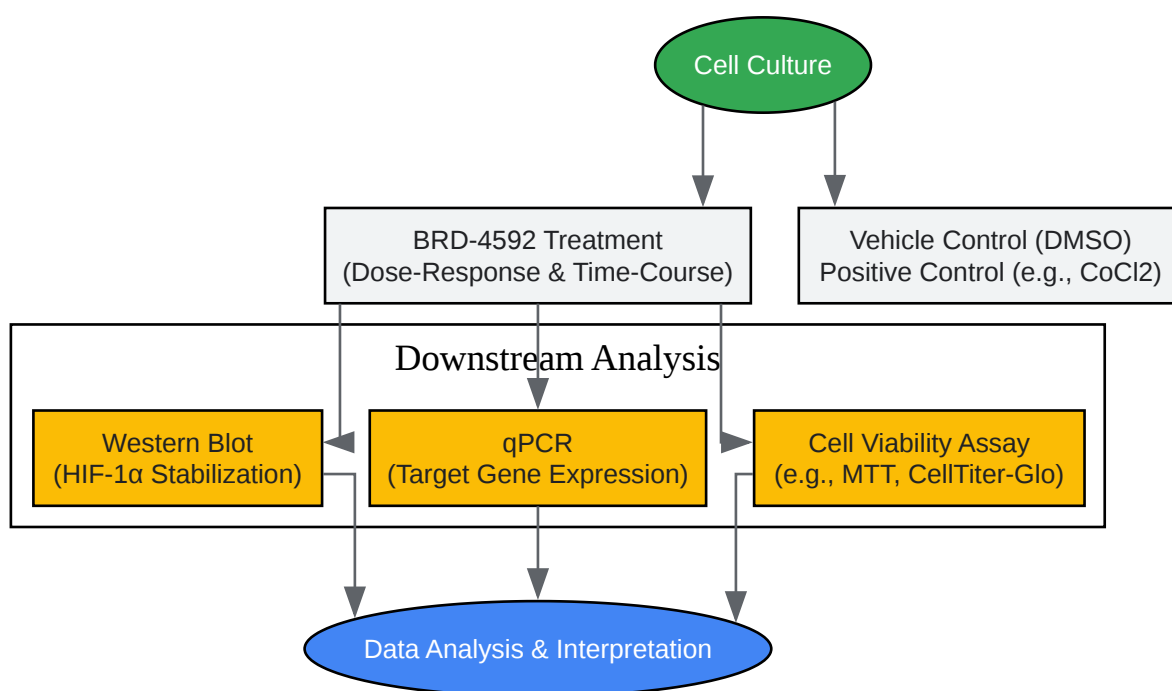 Cell Culture
BRD-4592 Treatment
(Dose-Response & Time-Course)
Vehicle Control (DMSO)
Positive Control (e.g., CoCl2)
Downstream Analysis
Western Blot
(HIF-1α Stabilization)
qPCR
(Target Gene Expression)
Cell Viability Assay
(e.g., MTT, CellTiter-Glo)
Data Analysis & Interpretation